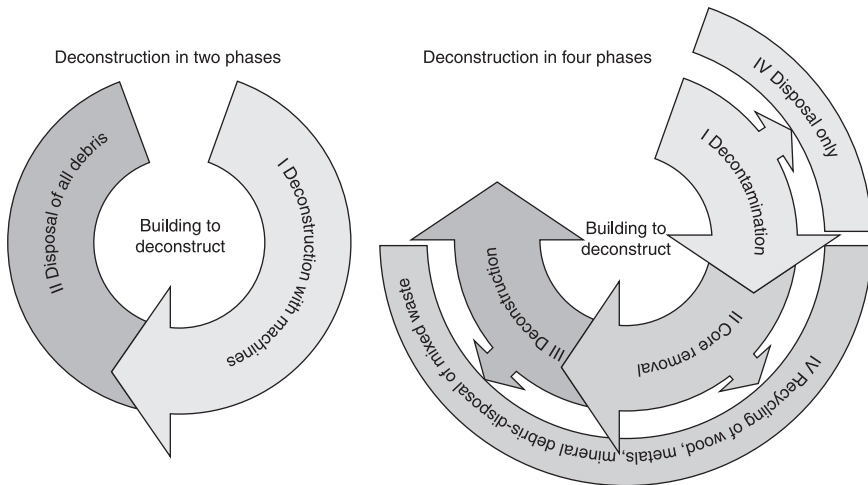 Deconstruction in two phases
II Disposal of all debris
I Deconstruction with machines
Building to
deconstruct
Deconstruction in four phases
IV Disposal only
I Decontamination
Building to
deconstruct
II Core removal
III Deconstruction
IV Recycling of wood, metals, mineral debris-disposal of mixed waste